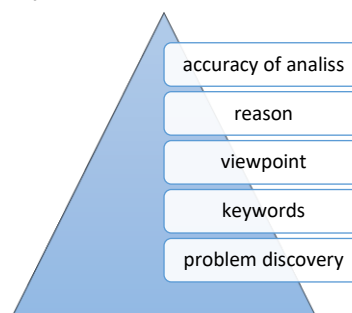 accuracy of analiss
reason
viewpoint
keywords
problem discovery